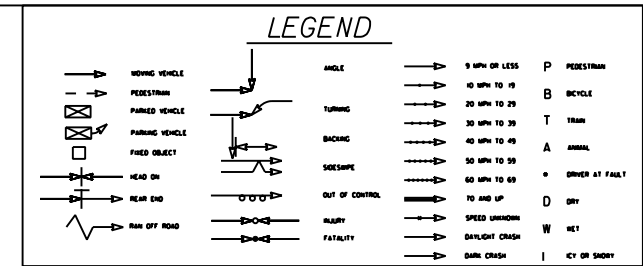 LEGEND
MOVING VEHICLE
PEDESTRIAN
PARKED VEHICLE
PARKING VEHICLE
FIXED OBJECT
HEAD ON
REAR END
RAN OFF ROAD
ANGLE
TURNING
BACKING
SIDESWIPE
OUT OF CONTROL
INJURY
FATALITY
9 MPH OR LESS
10 MPH TO 19
20 MPH TO 29
30 MPH TO 39
40 MPH TO 49
50 MPH TO 59
60 MPH TO 69
70 AND UP
SPEED UNKNOWN
DAYLIGHT CRASH
DARK CRASH
P PEDESTRIAN
B BICYCLE
T TRAIN
A ANIMAL
DRIVER AT FAULT
D DRY
W WET
I ICY OR SNOWY